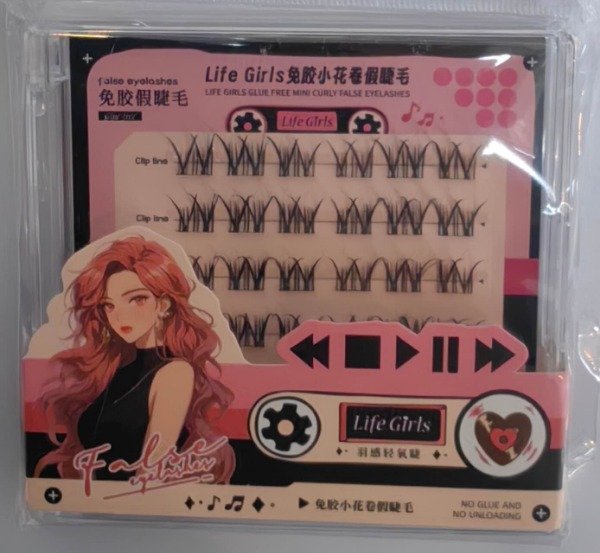 Life Girls免胶小花卷假睫毛
LIFE GIRLS GLUE FREE MINI CURLY FALSE EYELASHES
false eyelashes
免胶假睫毛
Life Girls
Clip line
Clip line
Life Girls
羽感轻氧睫
False
eyelashes
免胶小花卷假睫毛
NO GLUE AND
NO UNLOADING